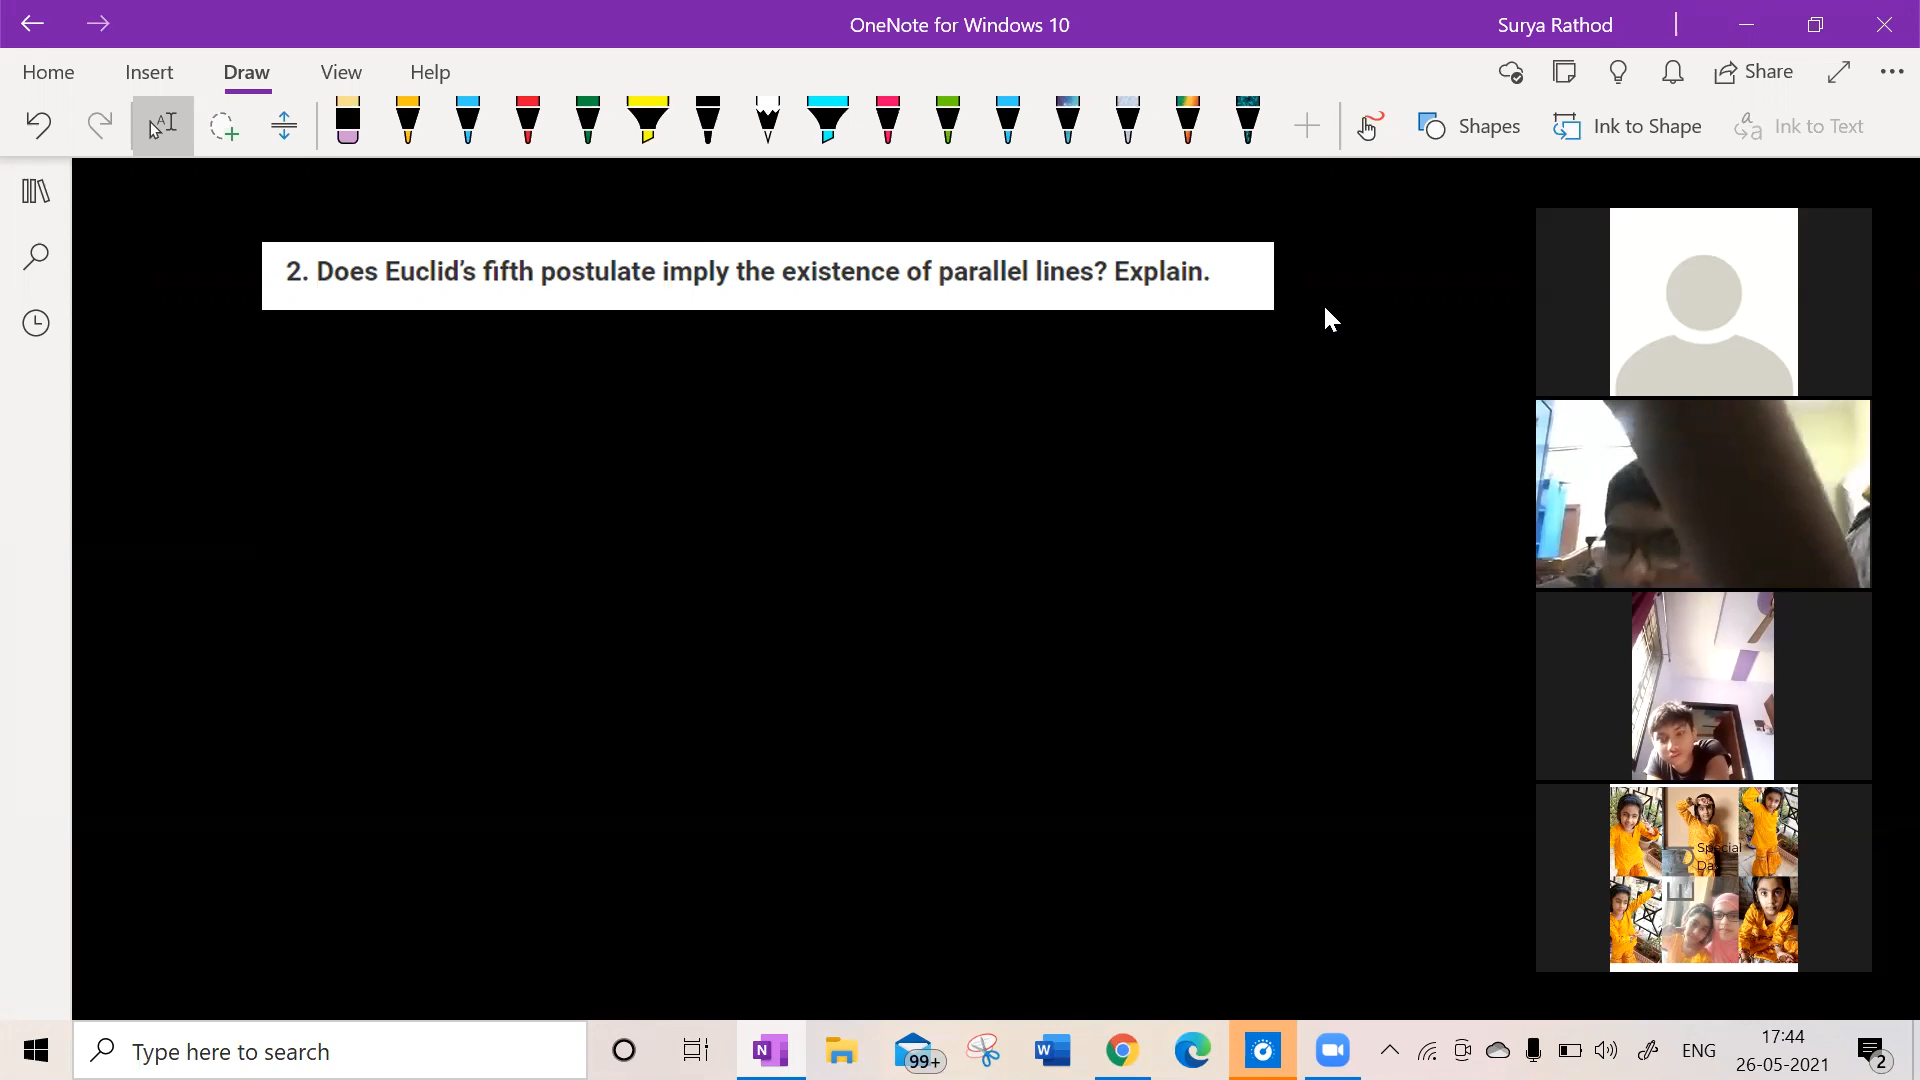 OneNote for Windows 10
Surya Rathod
Home Insert Draw View Help
Share
Shapes Ink to Shape Ink to Text
2. Does Euclid’s fifth postulate imply the existence of parallel lines? Explain.
Special
Type here to search
99+
ENG
17:44
26-05-2021
2